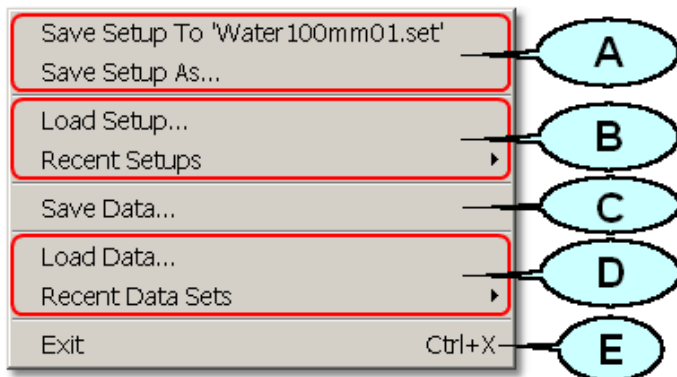 Save Setup To 'Water100mm01.set'
A
Save Setup As...
Load Setup...
B
Recent Setups
Save Data...
C
Load Data...
D
Recent Data Sets
Exit Ctrl+X
E